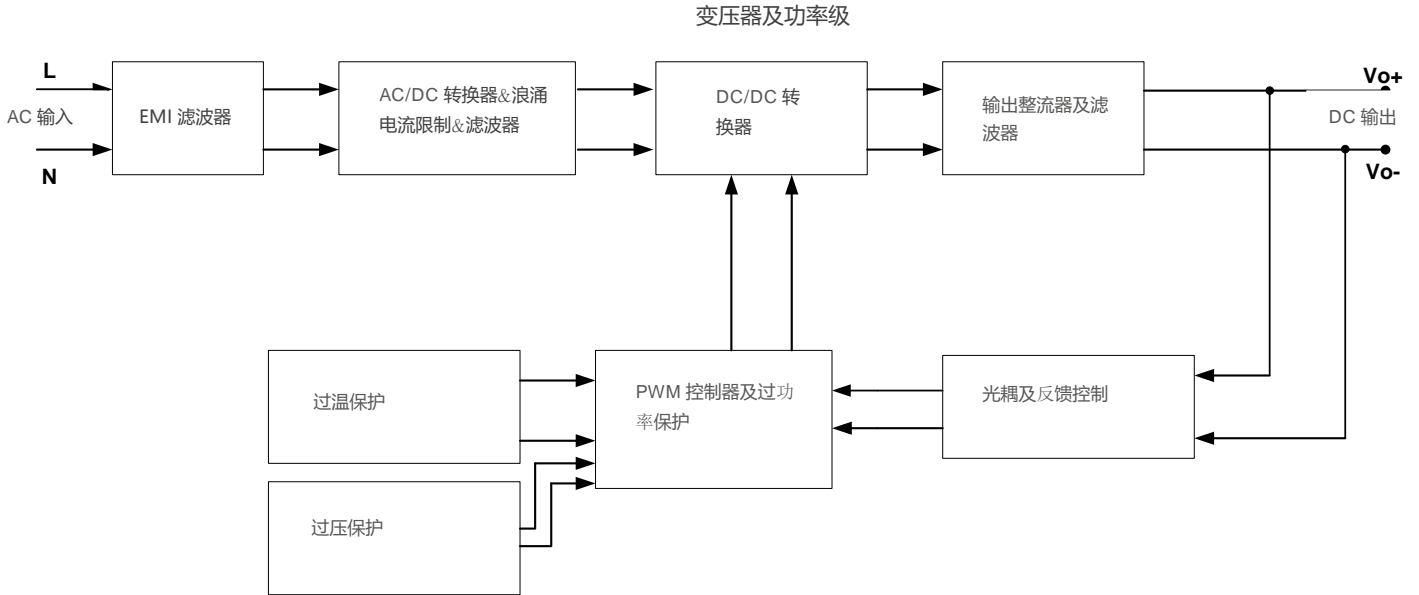 变压器及功率级
L
AC 输入
N
EMI 滤波器
AC/DC 转换器&浪涌
电流限制&滤波器
DC/DC 转
换器
输出整流器及滤
波器
Vo+
DC 输出
Vo-
过温保护
PWM 控制器及过功
率保护
光耦及反馈控制
过压保护